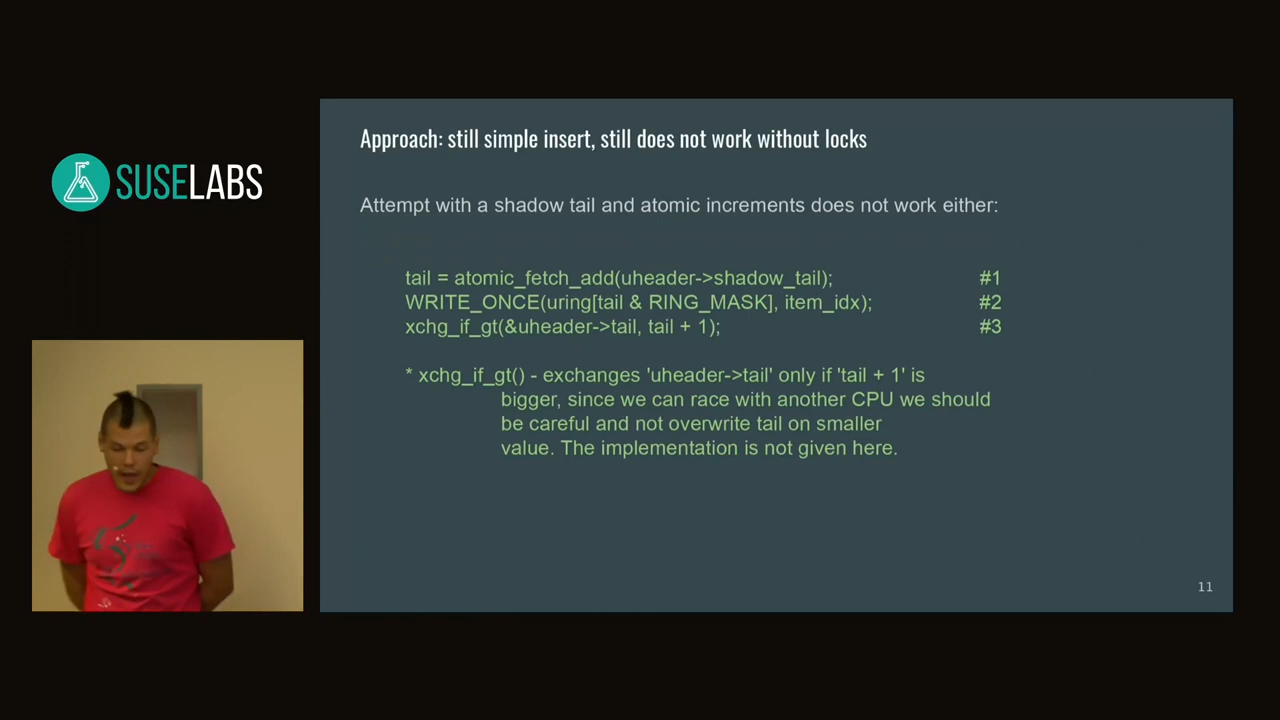 SUSELABS
Approach: still simple insert, still does not work without locks
Attempt with a shadow tail and atomic increments does not work either:
tail = atomic_fetch_add(uheader->shadow_tail); #1
WRITE_ONCE(uring[tail & RING_MASK], item_idx); #2
xchg_if_gt(&uheader->tail, tail + 1); #3
* xchg_if_gt() - exchanges 'uheader->tail' only if 'tail + 1' is
bigger, since we can race with another CPU we should
be careful and not overwrite tail on smaller
value. The implementation is not given here.
11